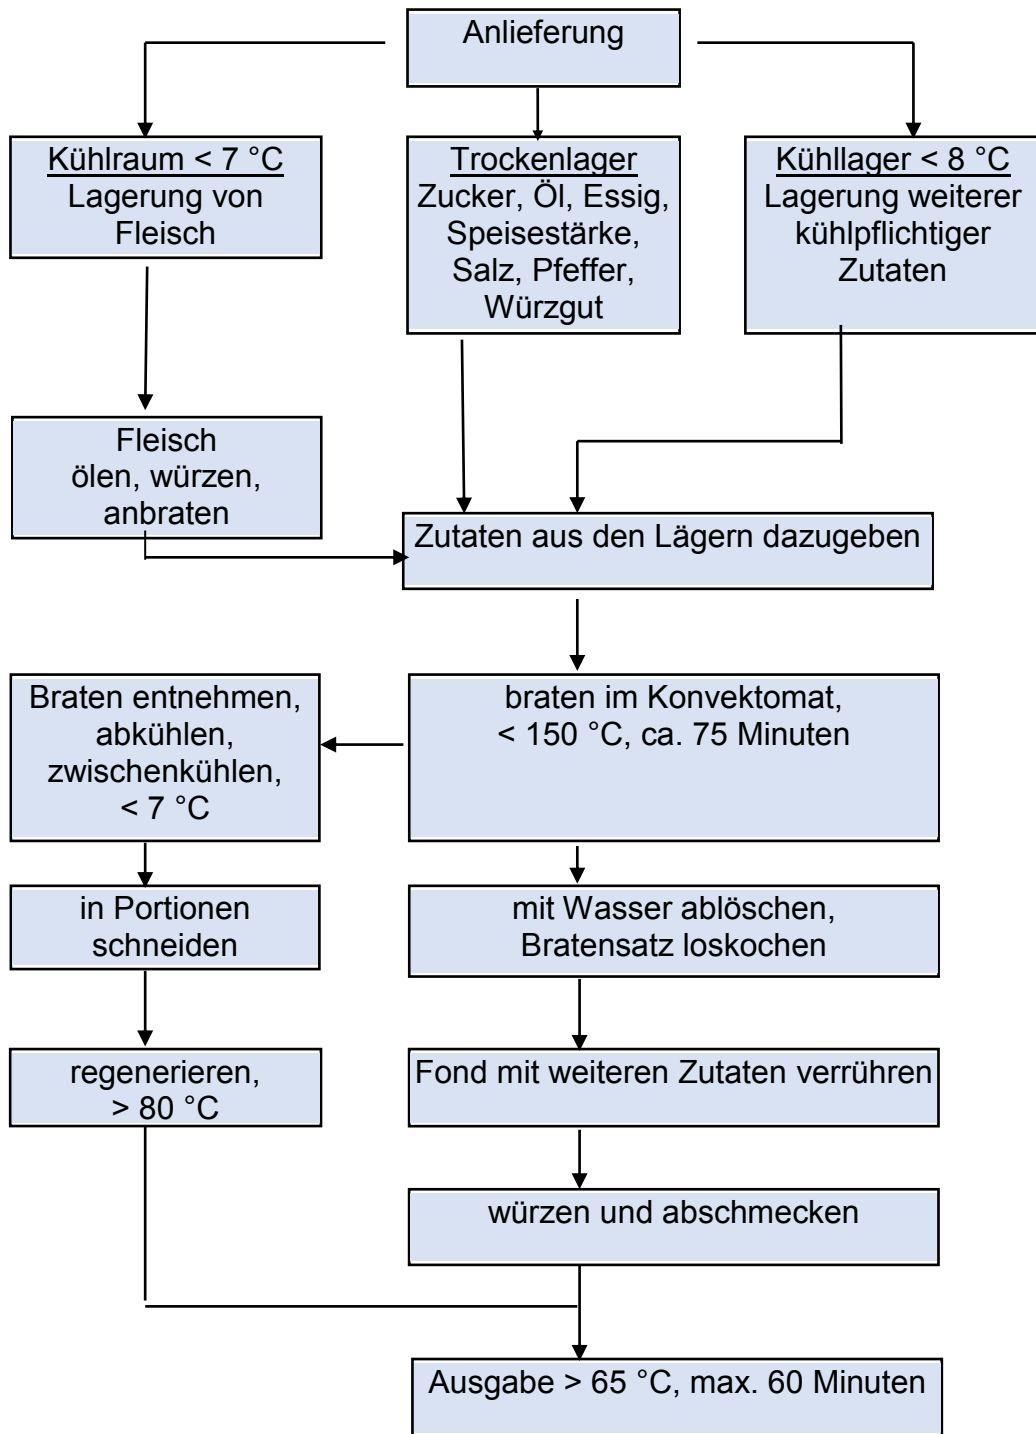 Anlieferung
Kühlraum < 7 °C
Lagerung von
Fleisch
Trockenlager
Zucker, Öl, Essig,
Speisestärke,
Salz, Pfeffer,
Würzgut
Kühllager < 8 °C
Lagerung weiterer
kühlpflichtiger
Zutaten
Fleisch
ölen, würzen,
anbraten
Zutaten aus den Lägern dazugeben
Braten entnehmen,
abkühlen,
zwischenkühlen,
< 7 °C
braten im Konvektomat,
< 150 °C, ca. 75 Minuten
in Portionen
schneiden
mit Wasser ablöschen,
Bratensatz loskochen
regenerieren,
> 80 °C
Fond mit weiteren Zutaten verrühren
würzen und abschmecken
Ausgabe > 65 °C, max. 60 Minuten